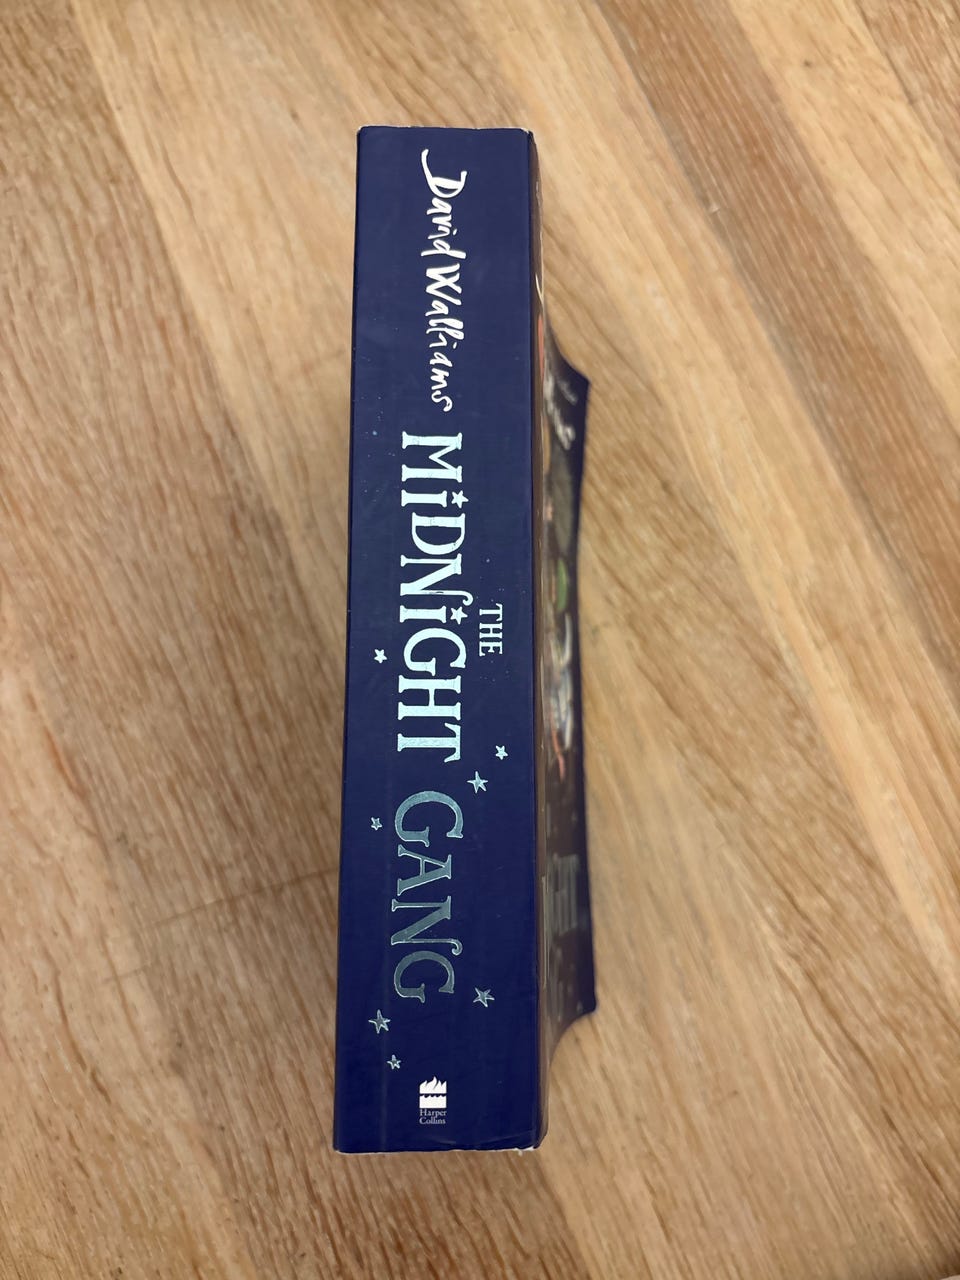 David Walliams
THE
MIDNIGHT GANG
Harper
Collins